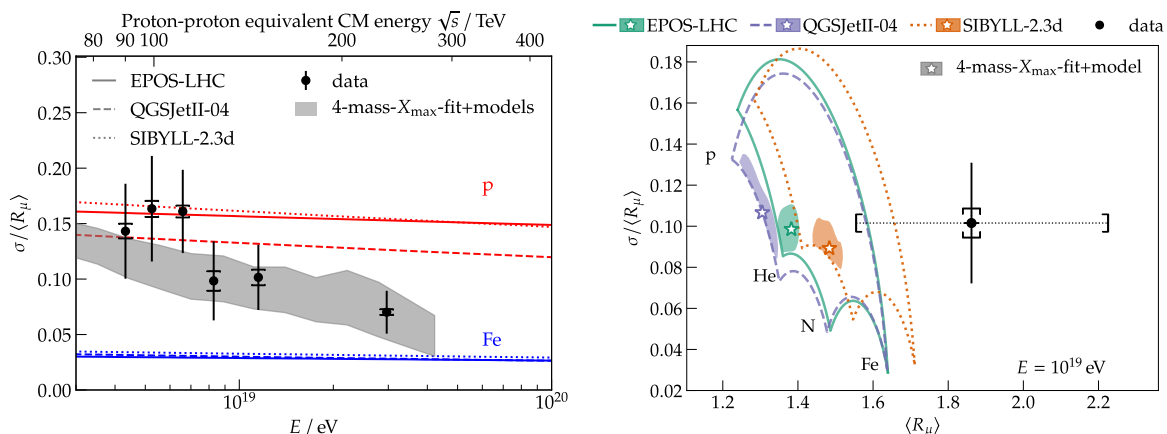 Proton-proton equivalent CM energy √s / TeV
80 90 100 200 300 400
0.30
0.25
0.20
0.15
0.10
0.05
0.00
σ/⟨Rμ⟩
EPOS-LHC
QGSJetII-04
SIBYLL-2.3d
data
4-mass-Xmax-fit+models
p
Fe
10^19 10^20
E / eV
EPOS-LHC QGSJetII-04 SIBYLL-2.3d data
4-mass-Xmax-fit+model
0.18
0.16
0.14
0.12
0.10
0.08
0.06
0.04
0.02
σ/⟨Rμ⟩
p
He
N
Fe
E = 10^19 eV
1.2 1.4 1.6 1.8 2.0 2.2
⟨Rμ⟩